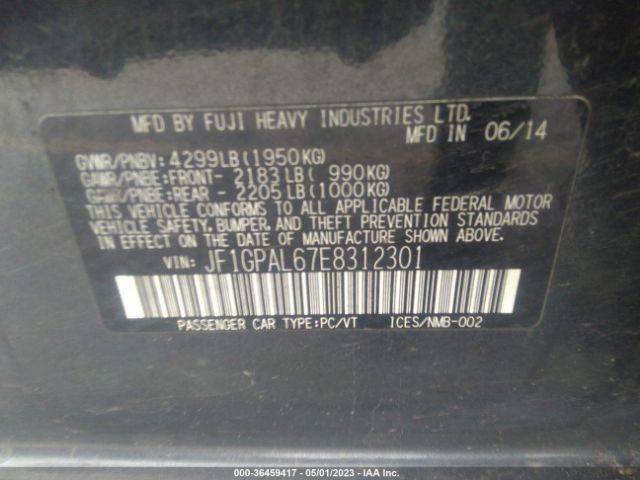 MFD BY FUJI HEAVY INDUSTRIES LTD.
MFD IN 06/14
GVWR/PNBV: 4299LB(1950KG)
GAWR/PNBE:FRONT- 2183LB( 990KG)
GAWR/PNBE:REAR - 2205LB(1000KG)
THIS VEHICLE CONFORMS TO ALL APPLICABLE FEDERAL MOTOR
VEHICLE SAFETY, BUMPER, AND THEFT PREVENTION STANDARDS
IN EFFECT ON THE DATE OF MANUFACTURE SHOWN ABOVE.
VIN: JF1GPAL67E8312301
PASSENGER CAR TYPE:PC/VT ICES/NMB-002
000-36459417 - 05/01/2023 - IAA Inc.